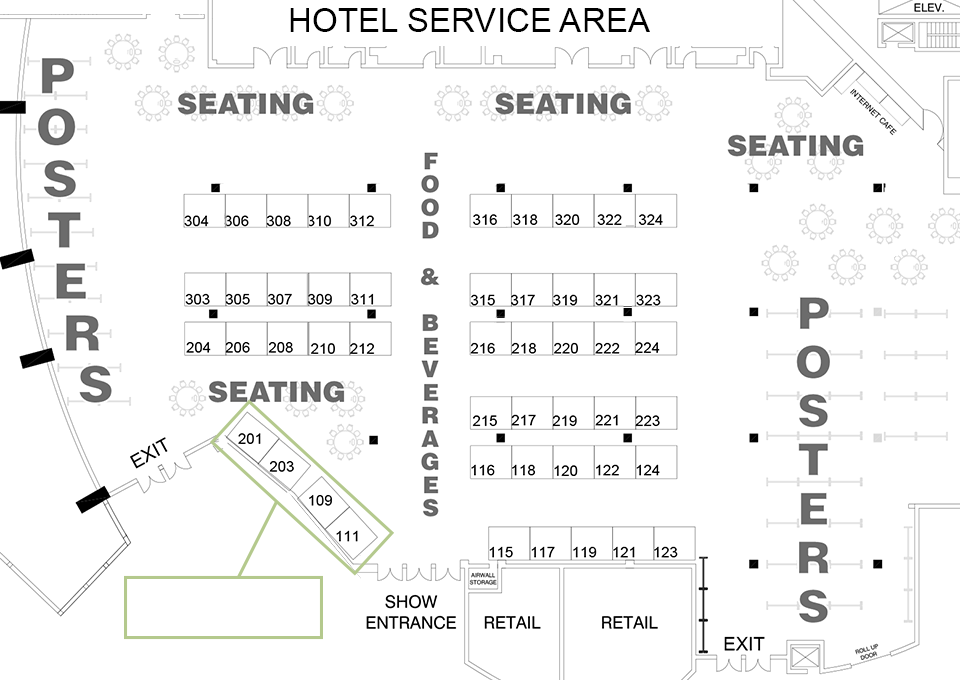 HOTEL SERVICE AREA
ELEV.
INTERNET CAFE
POSTERS
SEATING
SEATING
SEATING
FOOD & BEVERAGES
304 306 308 310 312
316 318 320 322 324
303 305 307 309 311
315 317 319 321 323
204 206 208 210 212
216 218 220 222 224
SEATING
POSTERS
215 217 219 221 223
201
203
109
111
EXIT
116 118 120 122 124
115 117 119 121 123
AIRWALL
STORAGE
SHOW
ENTRANCE
RETAIL
RETAIL
EXIT
ROLL UP
DOOR